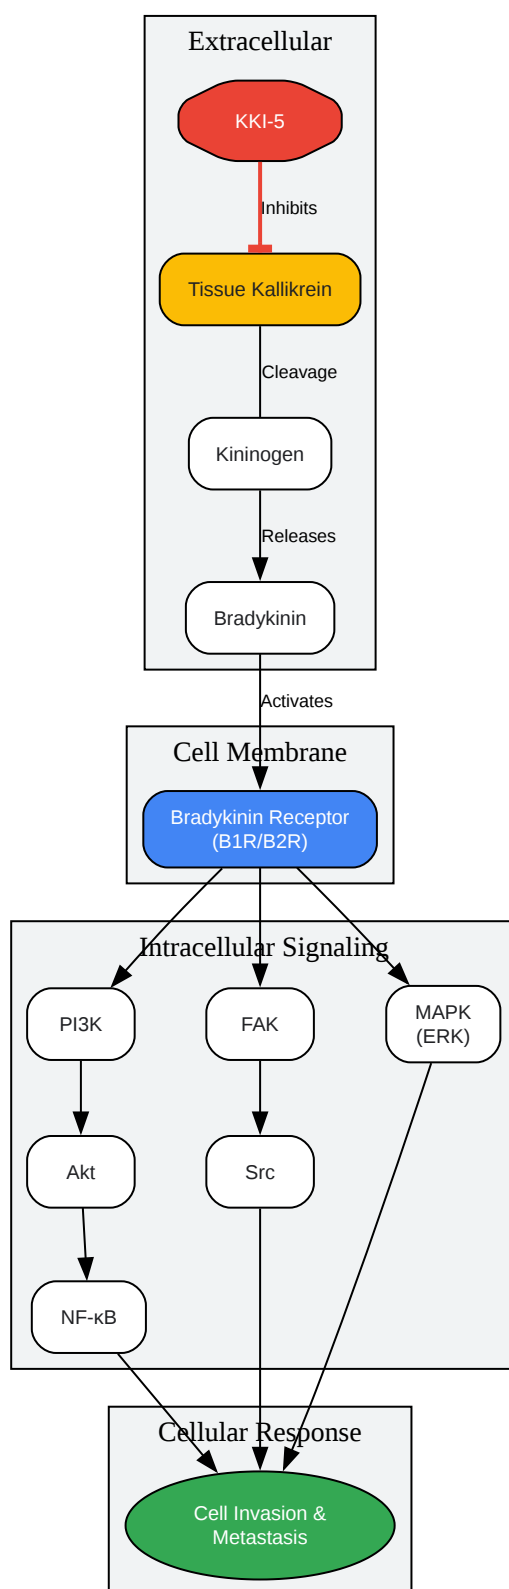 Extracellular
KKI-5
Inhibits
Tissue Kallikrein
Cleavage
Kininogen
Releases
Bradykinin
Activates
Cell Membrane
Bradykinin Receptor
(B1R/B2R)
Intracellular Signaling
PI3K
FAK
MAPK
(ERK)
Akt
Src
NF-κB
Cellular Response
Cell Invasion &
Metastasis